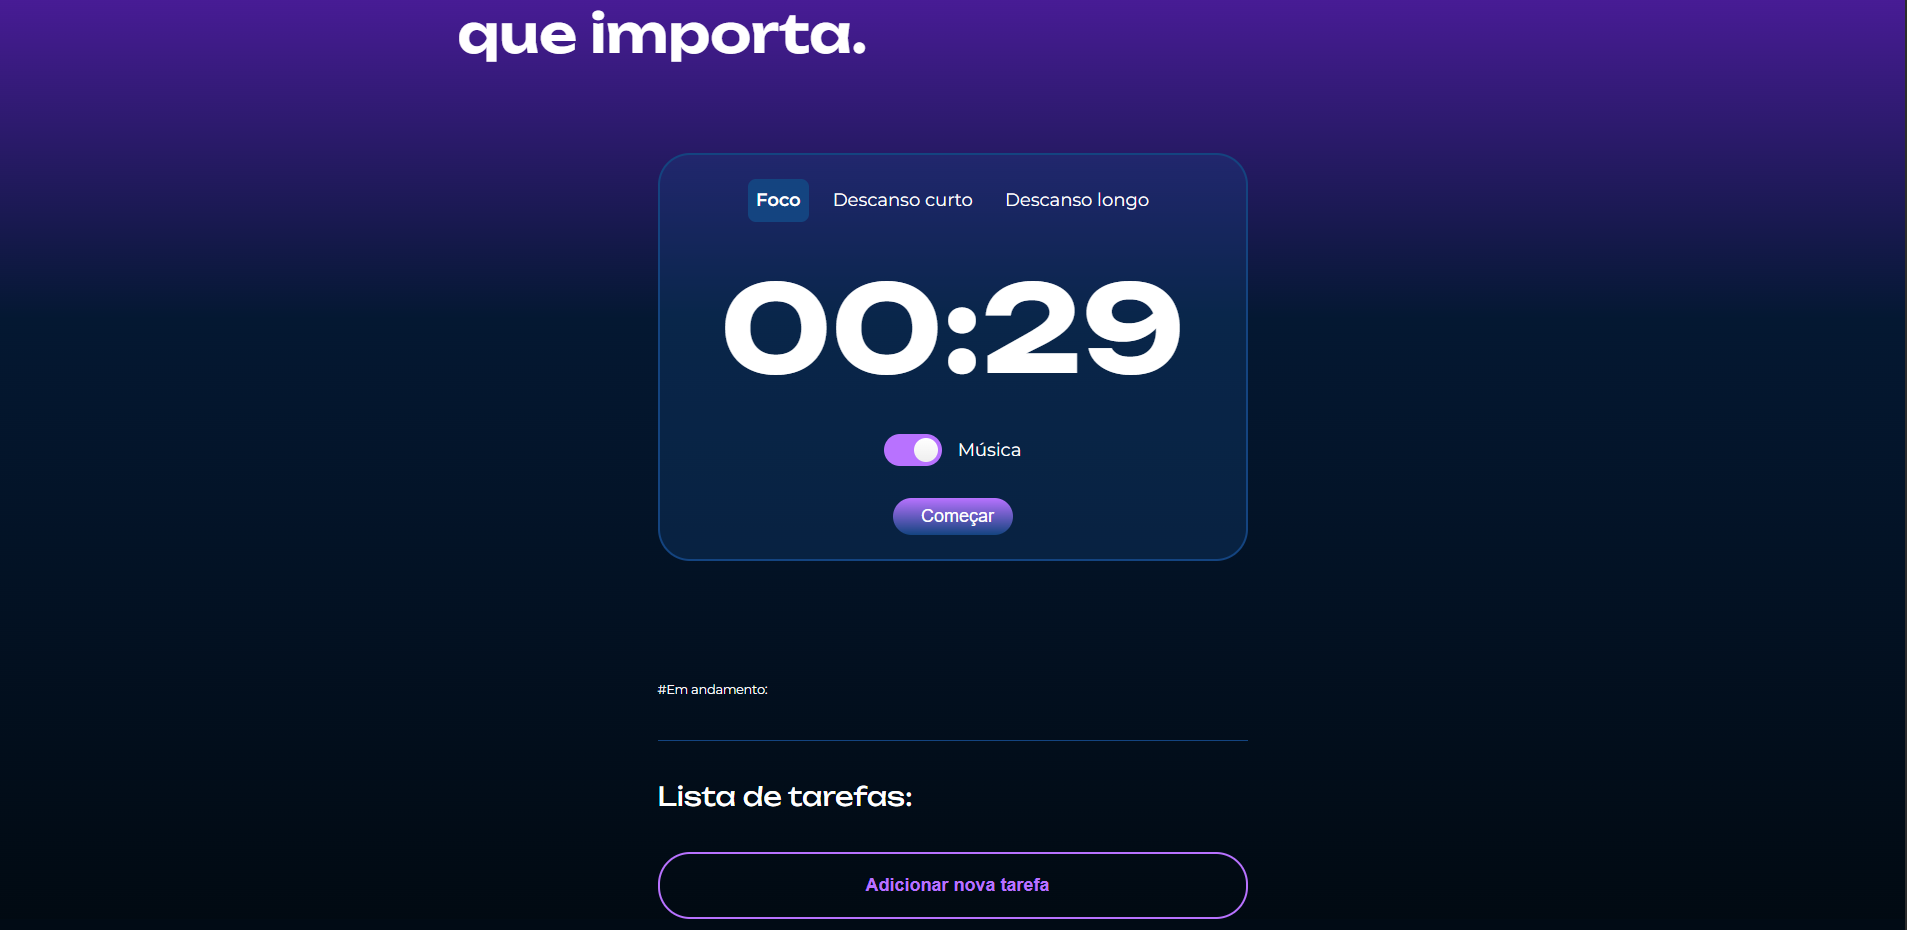 que importa.
Foco Descanso curto Descanso longo
00:29
Música
Começar
#Em andamento:
Lista de tarefas:
Adicionar nova tarefa